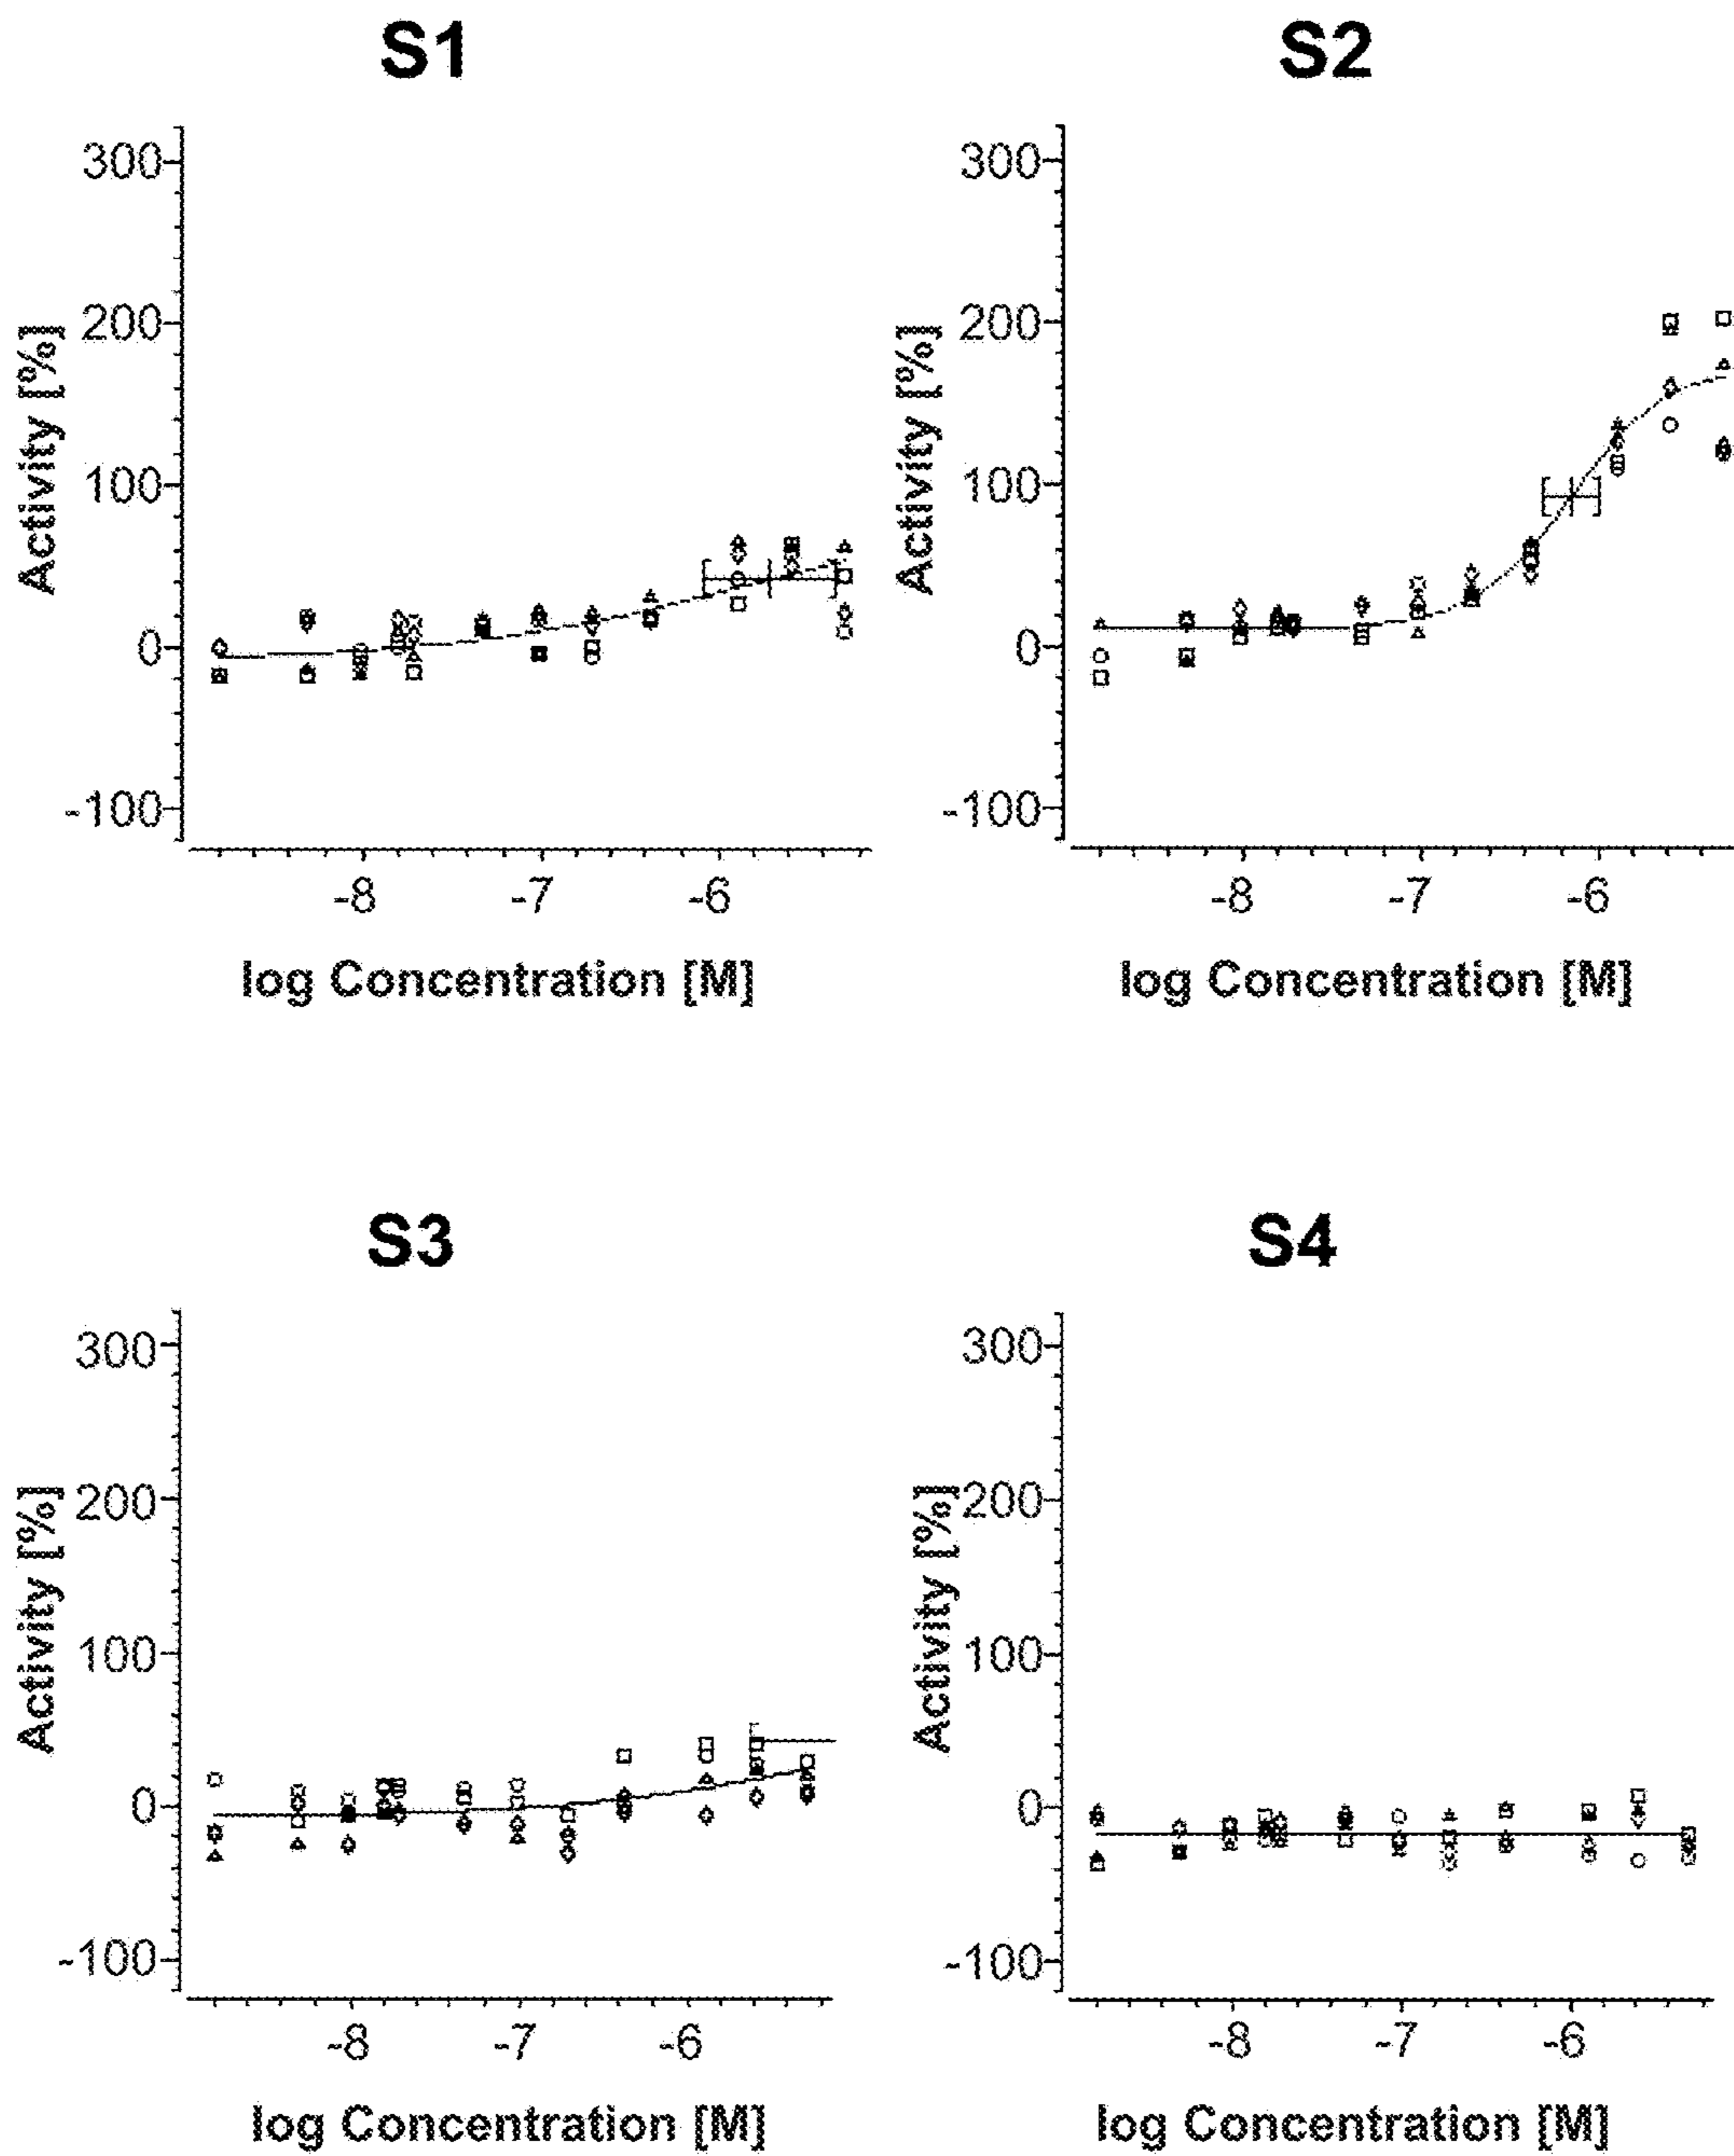 S1
S2
300
200
100
0
-100
Activity [%]
-8
-7
-6
log Concentration [M]
300
200
100
0
-100
Activity [%]
-8
-7
-6
log Concentration [M]
S3
S4
300
200
100
0
-100
Activity [%]
-8
-7
-6
log Concentration [M]
300
200
100
0
-100
Activity [%]
-8
-7
-6
log Concentration [M]